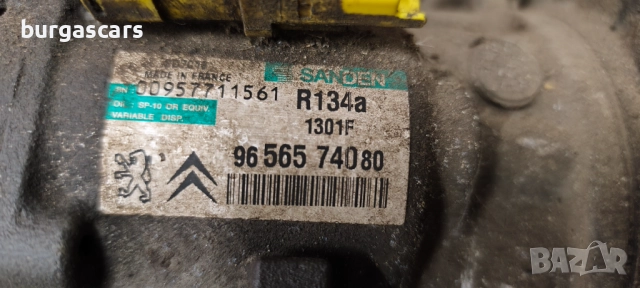 burgascars
MADE IN FRANCE
SANDEN
SN: 00957711561
R134a
OIL: SP-10 OR EQUIV.
VARIABLE DISP.
1301F
96 565 740 80
BAZAR